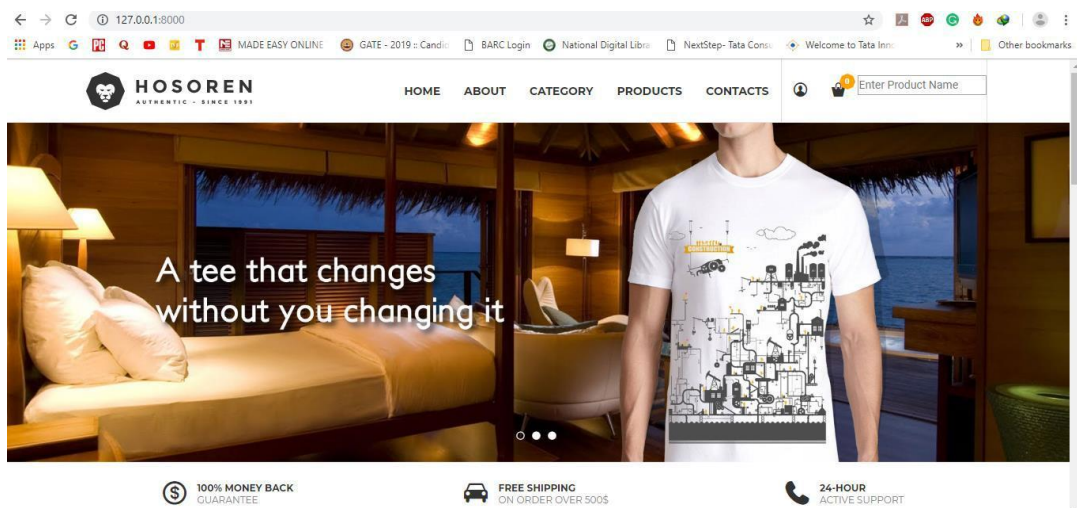 127.0.0.1:8000
Apps
MADE EASY ONLINE
GATE - 2019 :: Candic
BARC Login
National Digital Libra
NextStep- Tata Consu
Welcome to Tata Inno
»
Other bookmarks
HOSOREN
AUTHENTIC - SINCE 1991
HOME ABOUT CATEGORY PRODUCTS CONTACTS
0
Enter Product Name
A tee that changes
without you changing it
CONSTRUCTION
100% MONEY BACK
GUARANTEE
FREE SHIPPING
ON ORDER OVER 500$
24-HOUR
ACTIVE SUPPORT